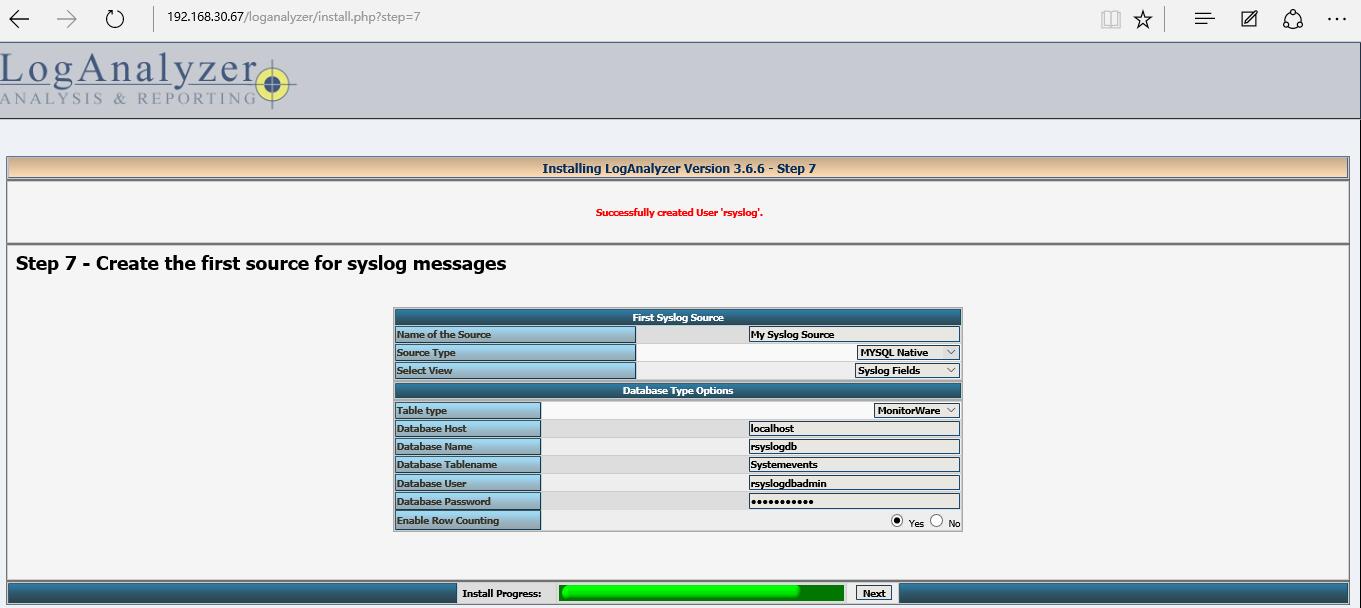 192.168.30.67/loganalyzer/install.php?step=7
LogAnalyzer
ANALYSIS & REPORTING
Installing LogAnalyzer Version 3.6.6 - Step 7
Successfully created User 'rsyslog'.
Step 7 - Create the first source for syslog messages
First Syslog Source
Name of the Source My Syslog Source
Source Type MYSQL Native
Select View Syslog Fields
Database Type Options
Table type MonitorWare
Database Host localhost
Database Name rsyslogdb
Database Tablename Systemevents
Database User rsyslogdbadmin
Database Password •••••••••••
Enable Row Counting Yes No
Install Progress: Next